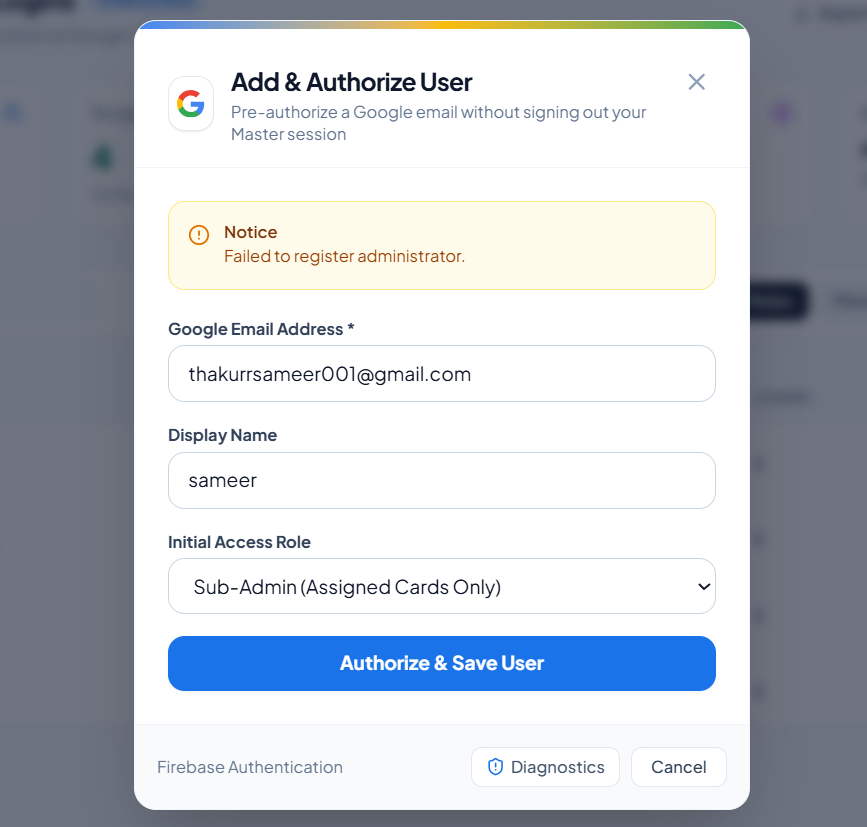 Add & Authorize User
Pre-authorize a Google email without signing out your
Master session
Notice
Failed to register administrator.
Google Email Address *
thakurrsameer001@gmail.com
Display Name
sameer
Initial Access Role
Sub-Admin (Assigned Cards Only)
Authorize & Save User
Firebase Authentication
Diagnostics
Cancel